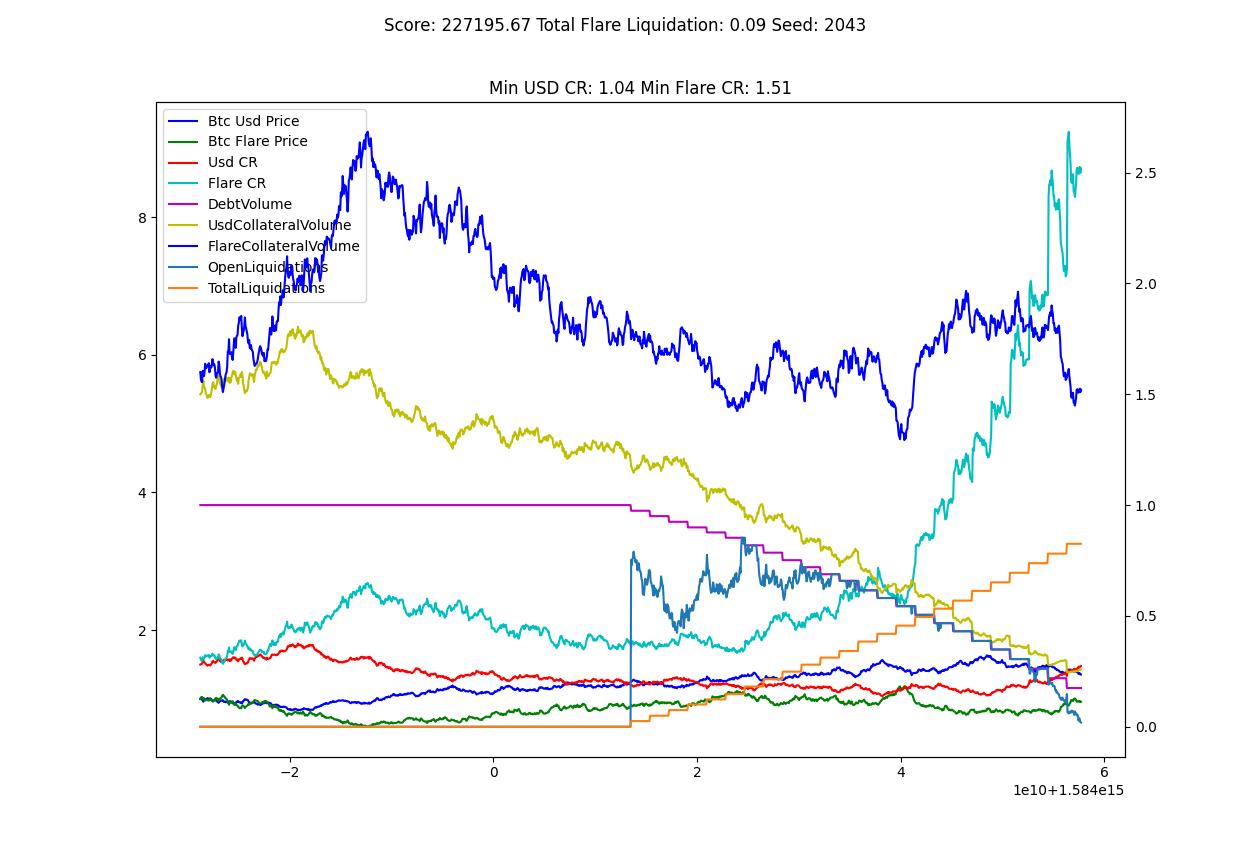 Score: 227195.67 Total Flare Liquidation: 0.09 Seed: 2043
Min USD CR: 1.04 Min Flare CR: 1.51
Btc Usd Price
Btc Flare Price
Usd CR
Flare CR
DebtVolume
UsdCollateralVolume
FlareCollateralVolume
OpenLiquidations
TotalLiquidations
8
6
4
2
2.5
2.0
1.5
1.0
0.5
0.0
−2 0 2 4 6
1e10+1.584e15